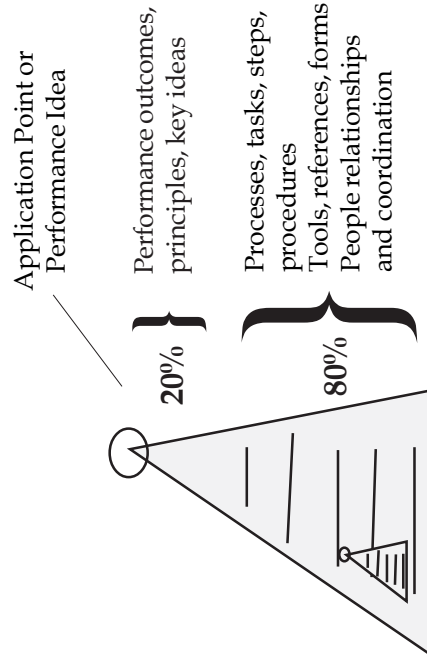 Application Point or
Performance Idea
20%
Performance outcomes,
principles, key ideas
80%
Processes, tasks, steps,
procedures
Tools, references, forms
People relationships
and coordination